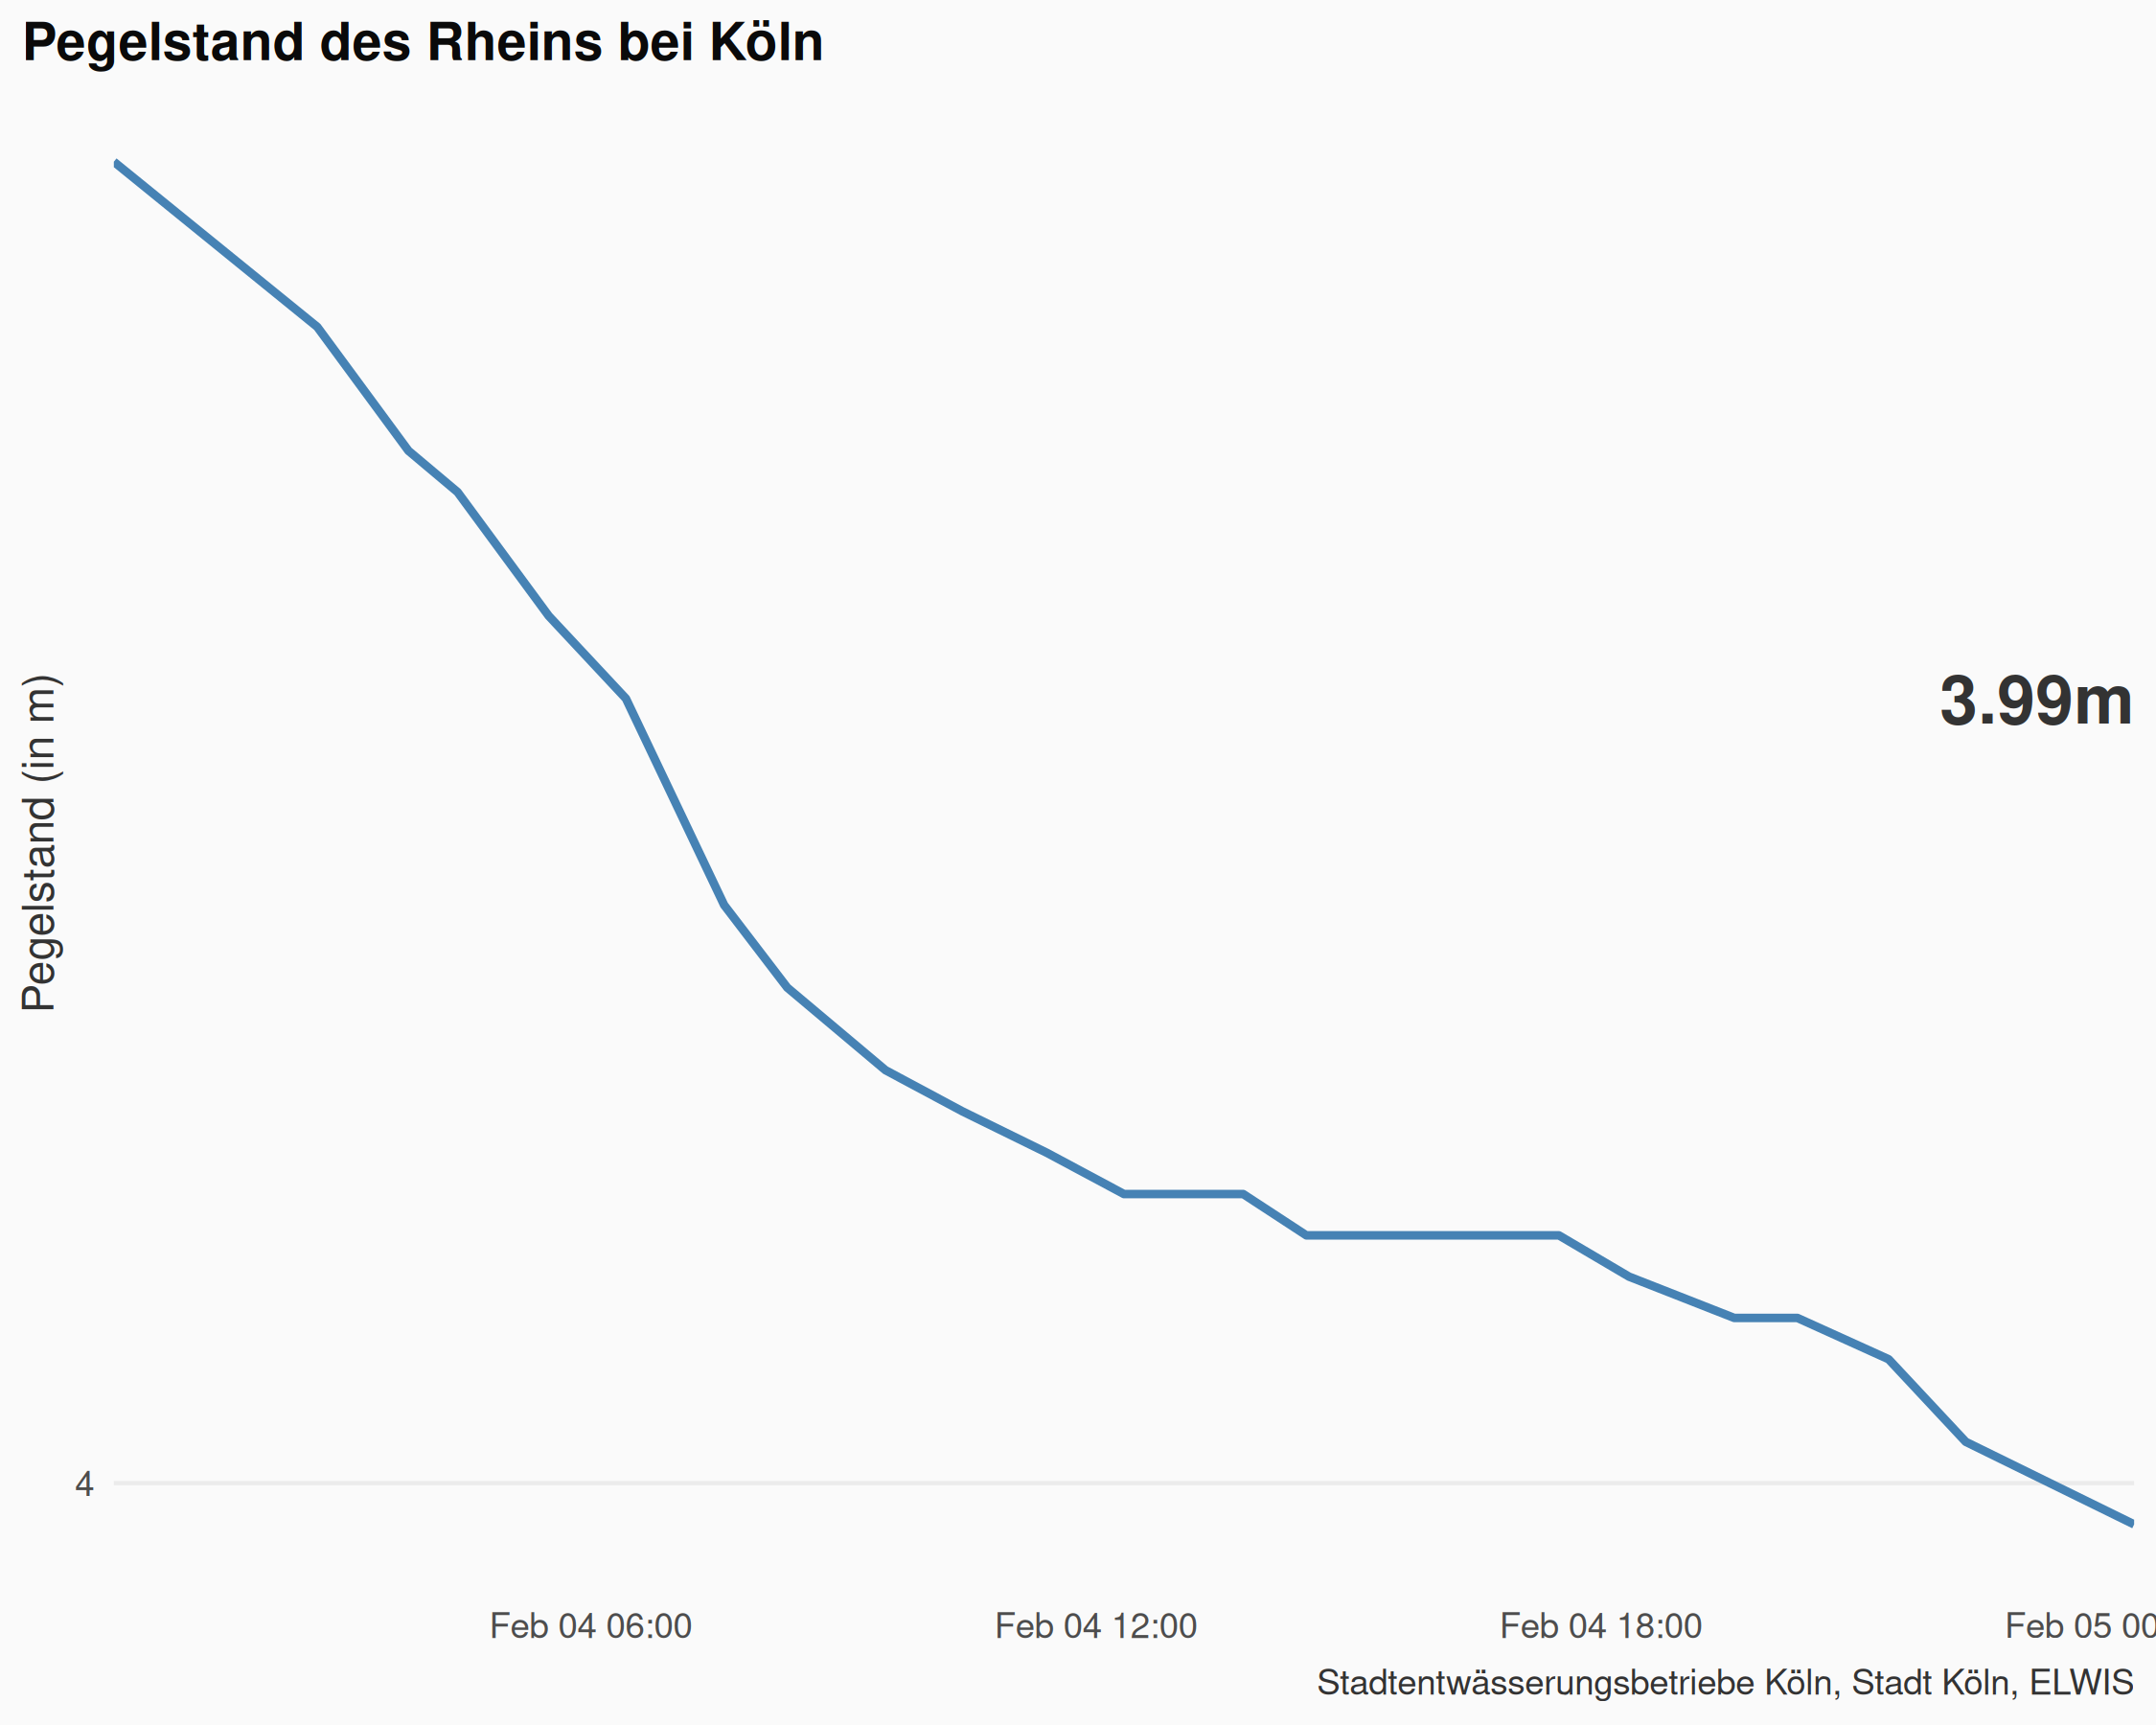 Pegelstand des Rheins bei Köln
Pegelstand (in m)
3.99m
4
Feb 04 06:00
Feb 04 12:00
Feb 04 18:00
Feb 05 00
Stadtentwässerungsbetriebe Köln, Stadt Köln, ELWIS